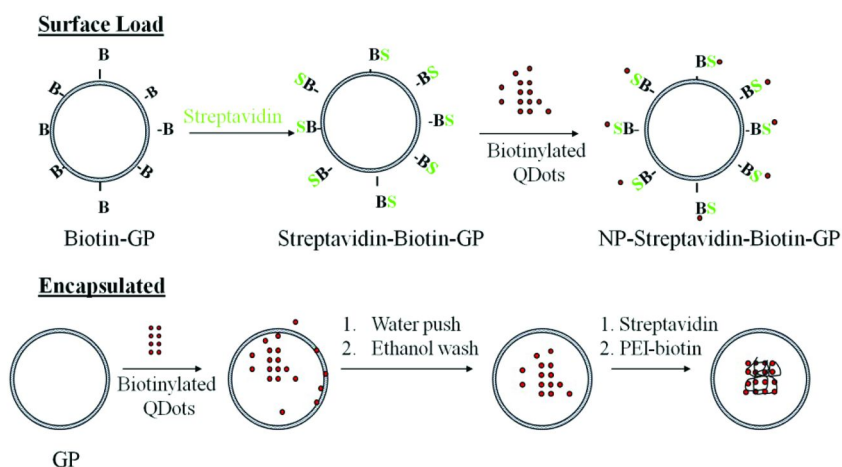 Surface Load
B
B
B
B
B
B
B
B
Biotin-GP
Streptavidin
BS
SB
BS
SB
BS
SB
BS
BS
Streptavidin-Biotin-GP
Biotinylated
QDots
BS
SB
BS
SB
BS
SB
BS
BS
NP-Streptavidin-Biotin-GP
Encapsulated
GP
Biotinylated
QDots
1. Water push
2. Ethanol wash
1. Streptavidin
2. PEI-biotin